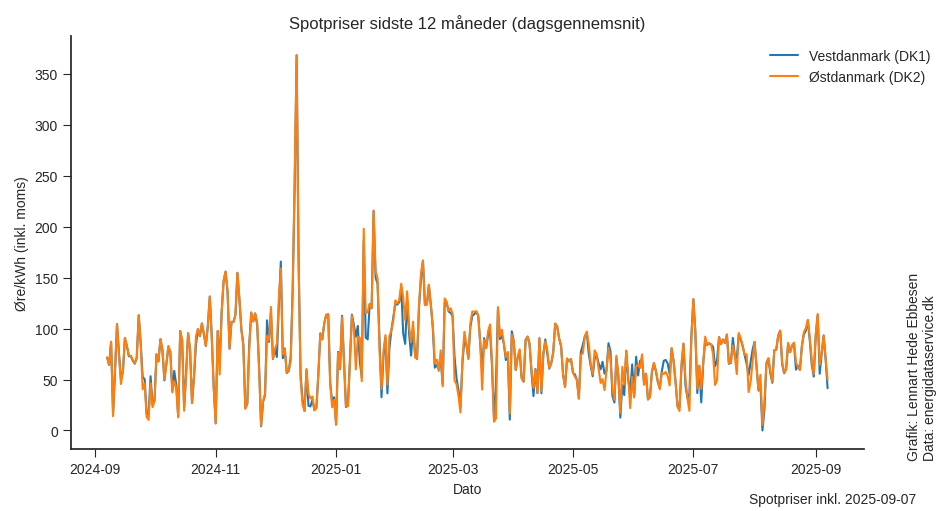 Spotpriser sidste 12 måneder (dagsgennemsnit)
Vestdanmark (DK1)
Østdanmark (DK2)
Øre/kWh (inkl. moms)
350
300
250
200
150
100
50
0
2024-09
2024-11
2025-01
2025-03
2025-05
2025-07
2025-09
Dato
Grafik: Lennart Hede Ebbesen
Data: energidataservice.dk
Spotpriser inkl. 2025-09-07